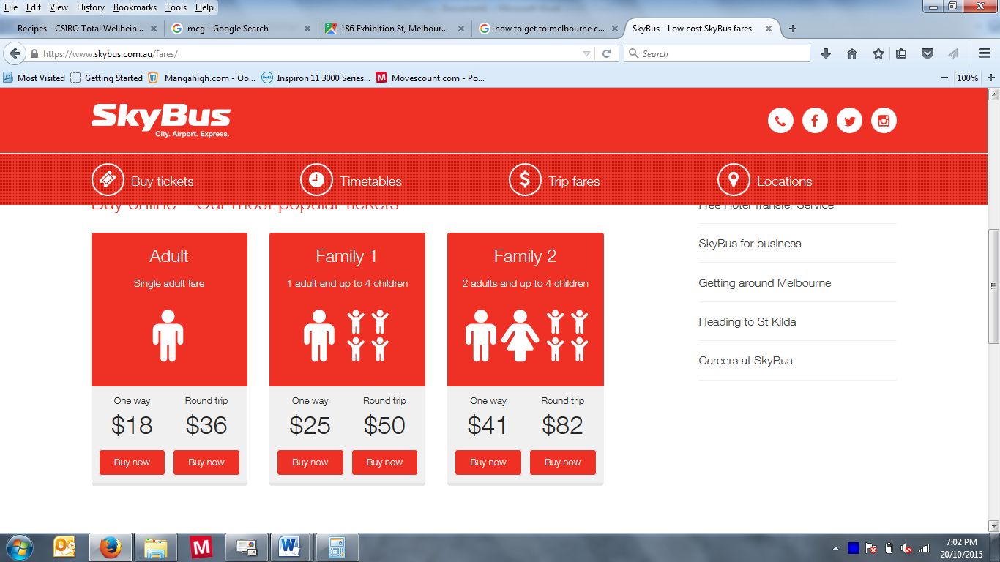 File Edit View History Bookmarks Tools Help
Recipes - CSIRO Total Wellbein...
mcg - Google Search
186 Exhibition St, Melbour...
how to get to melbourne c...
SkyBus - Low cost SkyBus fares
https://www.skybus.com.au/fares/
Search
Most Visited
Getting Started
Mangahigh.com - Oo...
Inspiron 11 3000 Series...
Movescount.com - Po...
100%
SkyBus
City. Airport. Express.
Buy tickets
Timetables
Trip fares
Locations
Buy online - Our most popular tickets
Free Hotel Transfer Service
SkyBus for business
Getting around Melbourne
Heading to St Kilda
Careers at SkyBus
Adult
Single adult fare
One way Round trip
$18 $36
Buy now Buy now
Family 1
1 adult and up to 4 children
One way Round trip
$25 $50
Buy now Buy now
Family 2
2 adults and up to 4 children
One way Round trip
$41 $82
Buy now Buy now
7:02 PM
20/10/2015